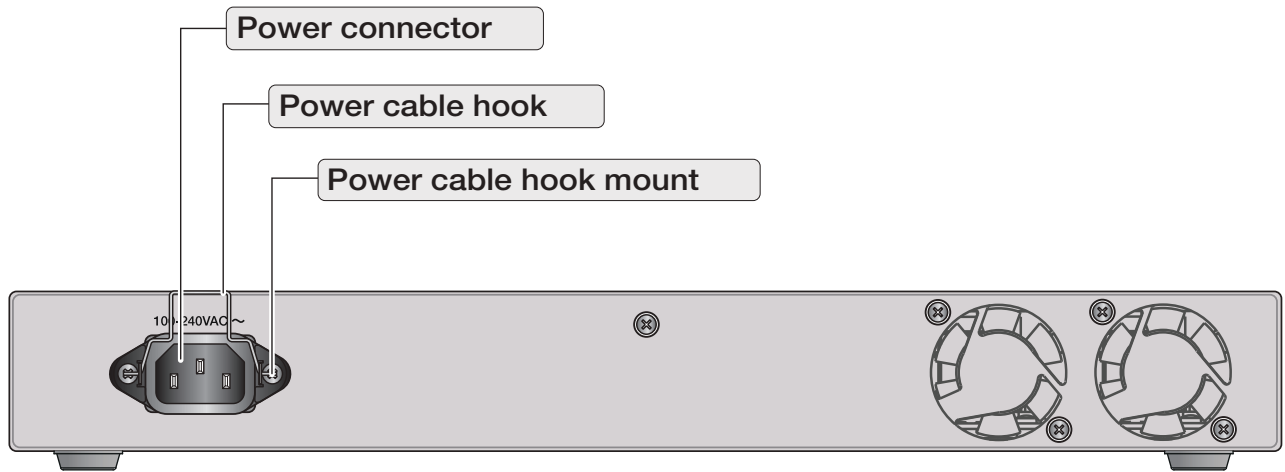 Power connector
Power cable hook
Power cable hook mount
100-240VAC～